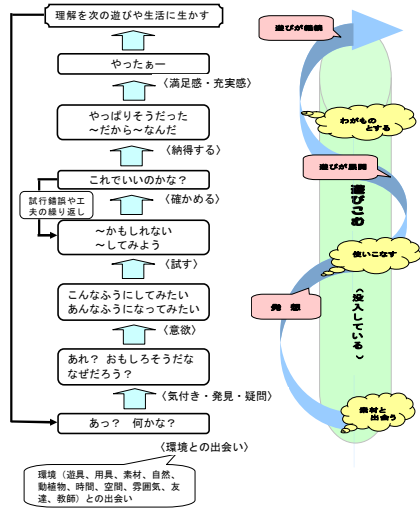 理解を次の遊びや生活に生かす
やったぁー
〈満足感・充実感〉
やっぱりそうだった
～だから～なんだ
〈納得する〉
これでいいのかな？
試行錯誤や工
夫の繰り返し
〈確かめる〉
～かもしれない
～してみよう
〈試す〉
こんなふうにしてみたい
あんなふうになってみたい
〈意欲〉
あれ？ おもしろそうだな
なぜだろう？
〈気付き・発見・疑問〉
あっ？ 何かな？
〈環境との出会い〉
環境（遊具、用具、素材、自然、
動植物、時間、空間、雰囲気、友
達、教師）との出会い
遊びが継続
わがもの
とする
遊びが展開
遊びこむ
使いこなす
（没入している）
発 想
素材と
出会う